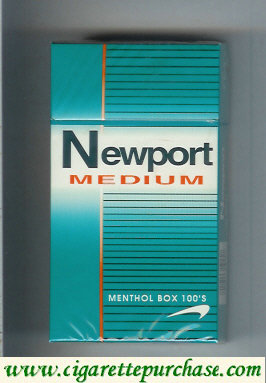 Newport
MEDIUM
MENTHOL BOX 100'S
www.cigarettepurchase.com